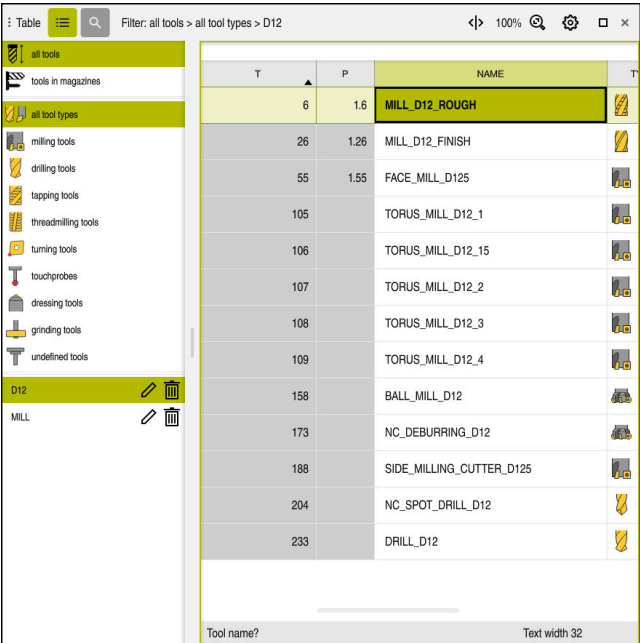 Table Filter: all tools > all tool types > D12 100%
all tools
tools in magazines
all tool types
milling tools
drilling tools
tapping tools
threadmilling tools
turning tools
touchprobes
dressing tools
grinding tools
undefined tools
D12
MILL
T P NAME
6 1.6 MILL_D12_ROUGH
26 1.26 MILL_D12_FINISH
55 1.55 FACE_MILL_D125
105 TORUS_MILL_D12_1
106 TORUS_MILL_D12_15
107 TORUS_MILL_D12_2
108 TORUS_MILL_D12_3
109 TORUS_MILL_D12_4
158 BALL_MILL_D12
173 NC_DEBURRING_D12
188 SIDE_MILLING_CUTTER_D125
204 NC_SPOT_DRILL_D12
233 DRILL_D12
Tool name? Text width 32